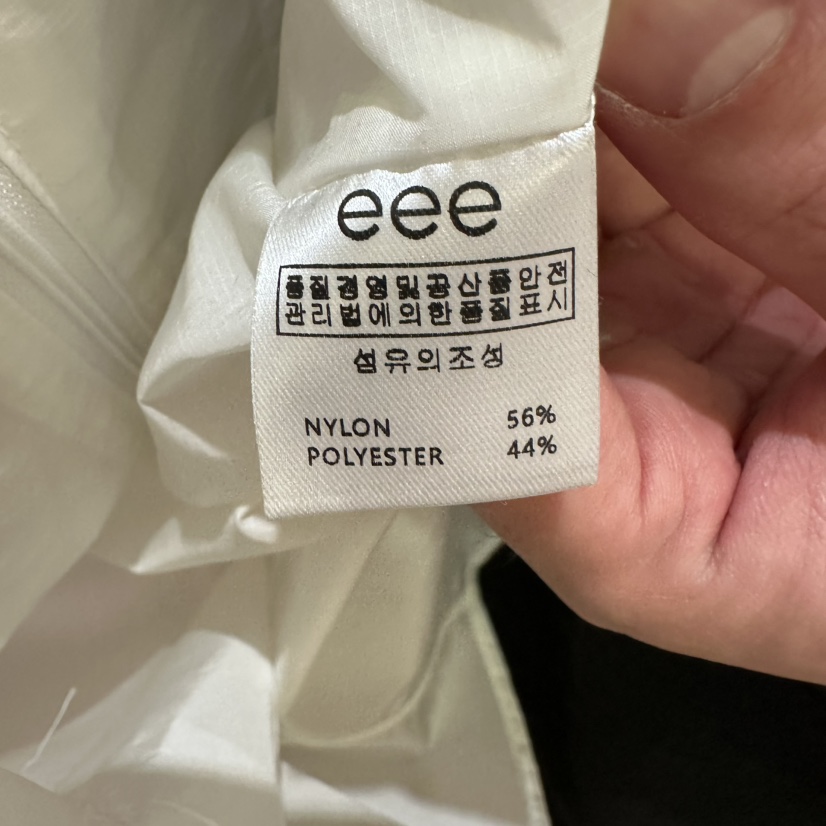 eee
품질경영및공산품안전
관리법에의한품질표시
섬유의조성
NYLON 56%
POLYESTER 44%